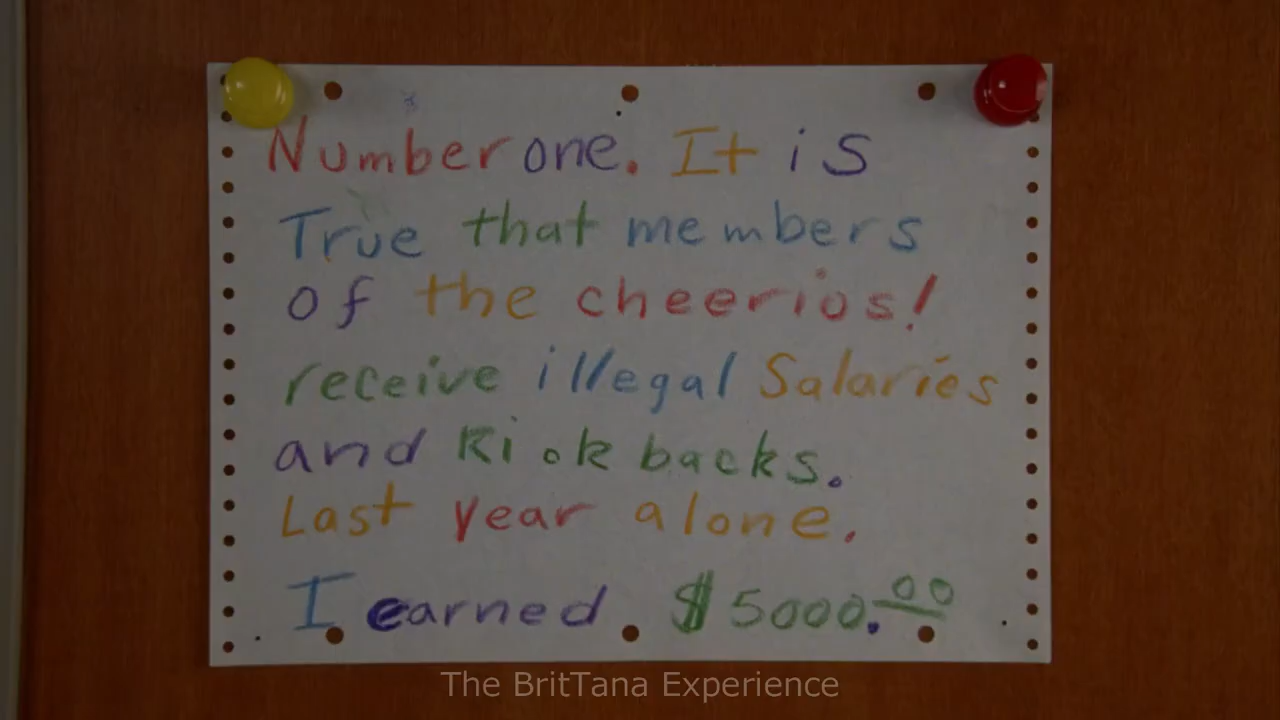 Number one. It is
True that members
of the cheerios!
receive illegal Salaries
and Kickbacks.
Last year alone.
I earned $5000.00
The BritTana Experience